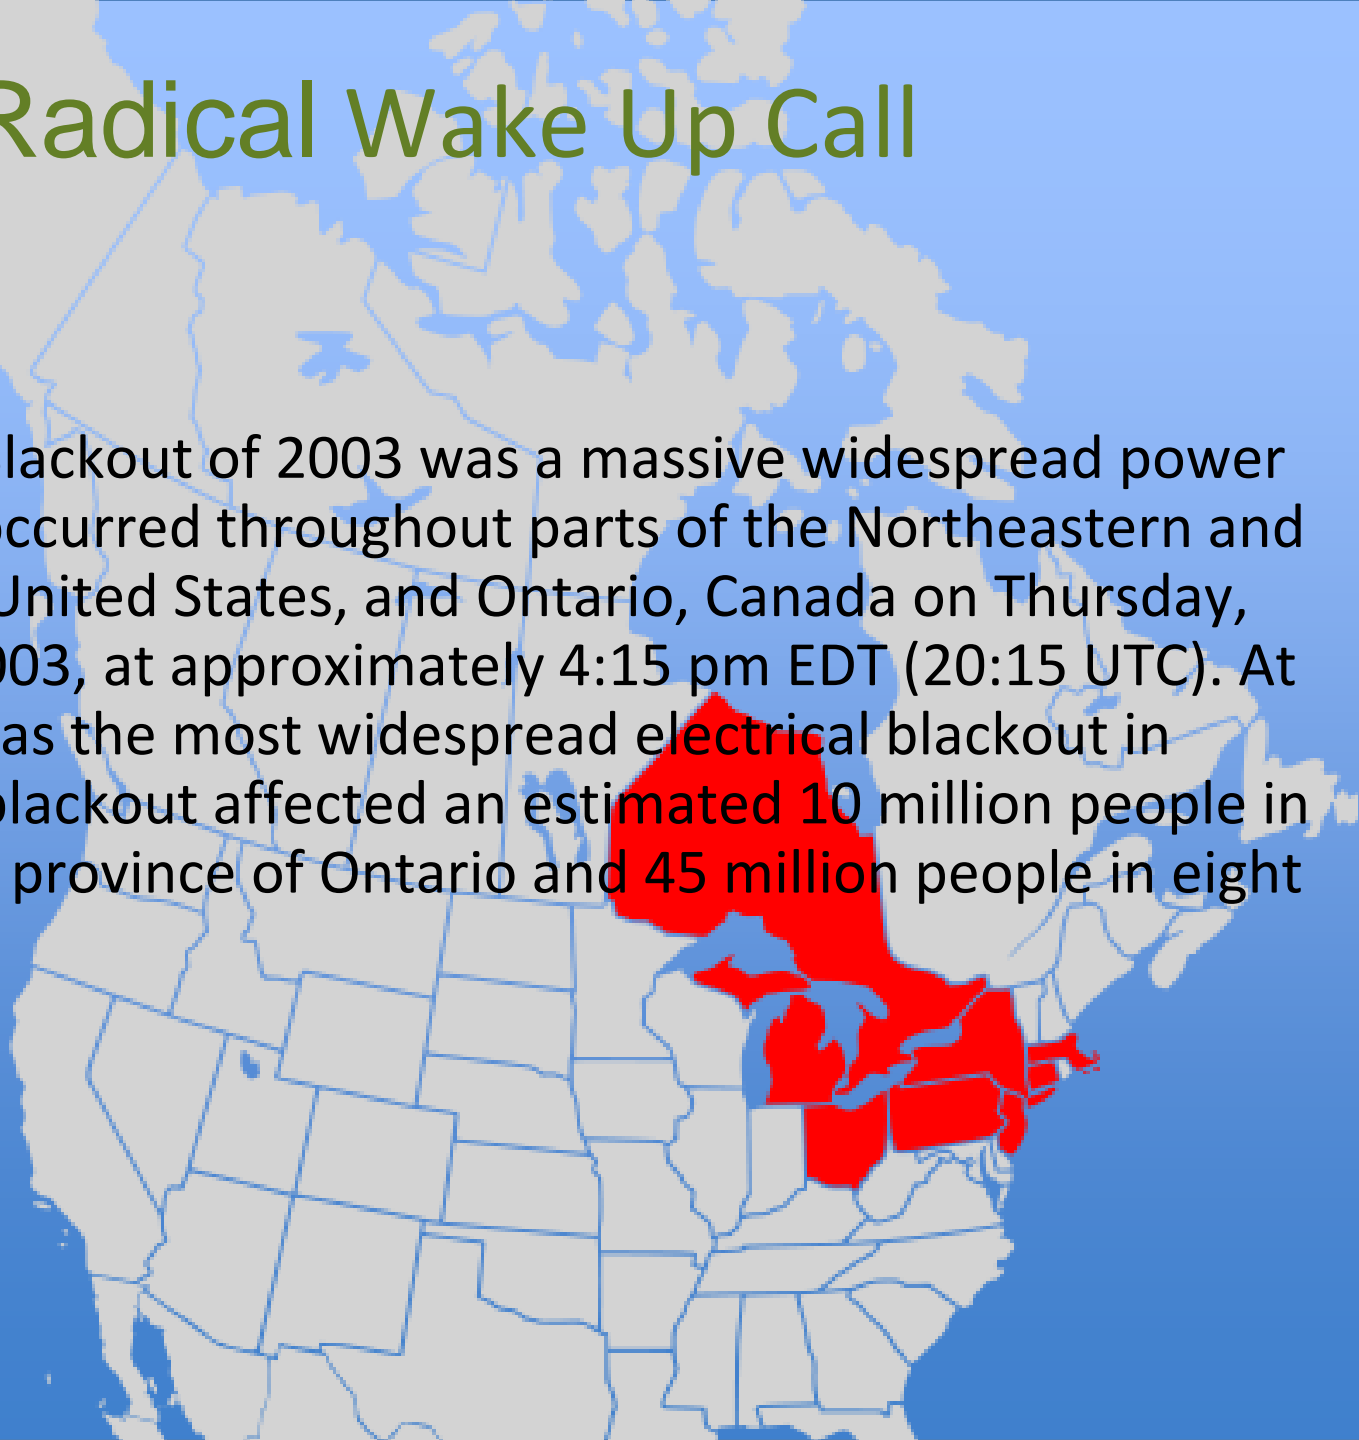 Radical Wake Up Call
lackout of 2003 was a massive widespread power
occurred throughout parts of the Northeastern and
United States, and Ontario, Canada on Thursday,
003, at approximately 4:15 pm EDT (20:15 UTC). At
as the most widespread electrical blackout in
blackout affected an estimated 10 million people in
province of Ontario and 45 million people in eight